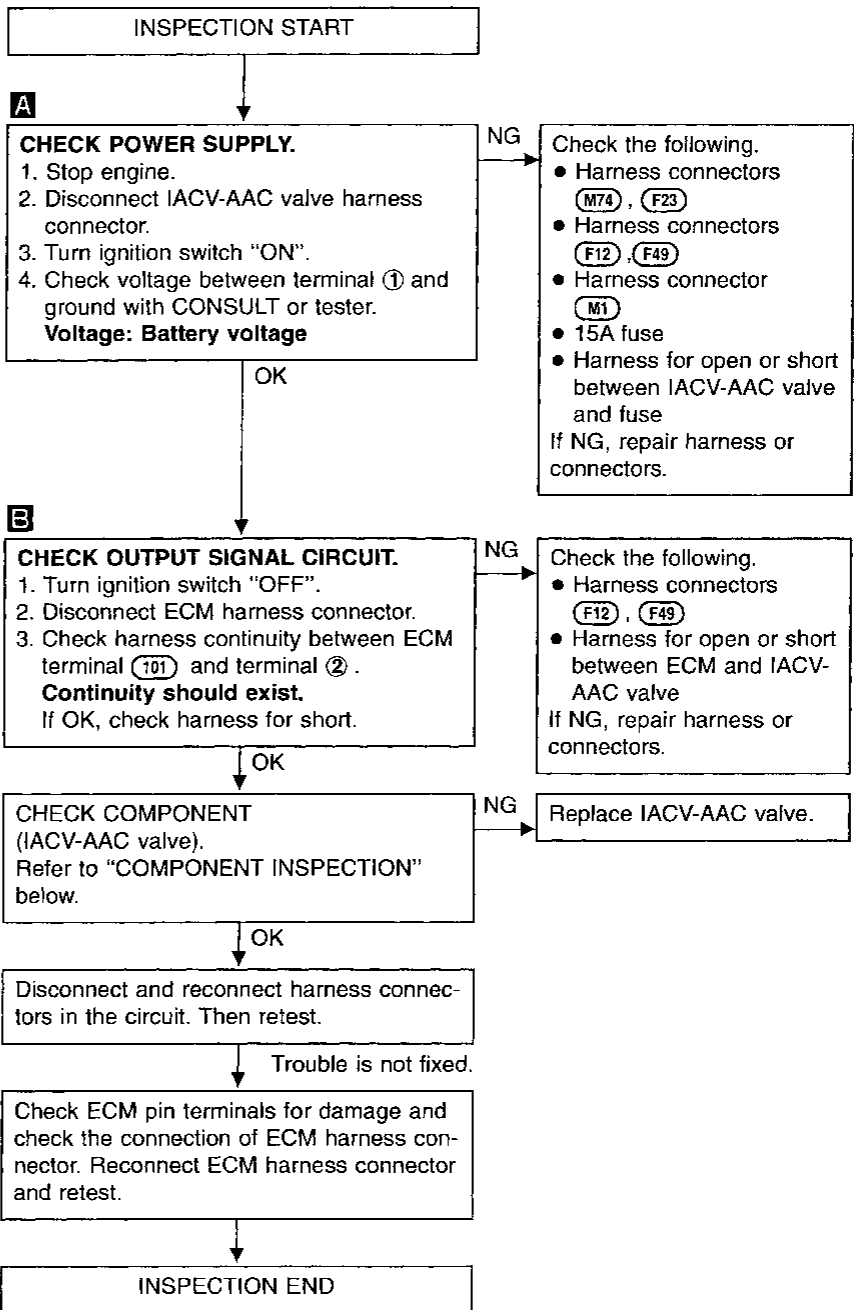 INSPECTION START
A
CHECK POWER SUPPLY.
1. Stop engine.
2. Disconnect IACV-AAC valve harness
connector.
3. Turn ignition switch “ON”.
4. Check voltage between terminal ① and
ground with CONSULT or tester.
Voltage: Battery voltage
NG
Check the following.
● Harness connectors
M74 , F23
● Harness connectors
F12 , F49
● Harness connector
M1
● 15A fuse
● Harness for open or short
between IACV-AAC valve
and fuse
If NG, repair harness or
connectors.
OK
B
CHECK OUTPUT SIGNAL CIRCUIT.
1. Turn ignition switch “OFF”.
2. Disconnect ECM harness connector.
3. Check harness continuity between ECM
terminal 101 and terminal ② .
Continuity should exist.
If OK, check harness for short.
NG
Check the following.
● Harness connectors
F12 , F49
● Harness for open or short
between ECM and IACV-
AAC valve
If NG, repair harness or
connectors.
OK
CHECK COMPONENT
(IACV-AAC valve).
Refer to “COMPONENT INSPECTION”
below.
NG
Replace IACV-AAC valve.
OK
Disconnect and reconnect harness connec-
tors in the circuit. Then retest.
Trouble is not fixed.
Check ECM pin terminals for damage and
check the connection of ECM harness con-
nector. Reconnect ECM harness connector
and retest.
INSPECTION END